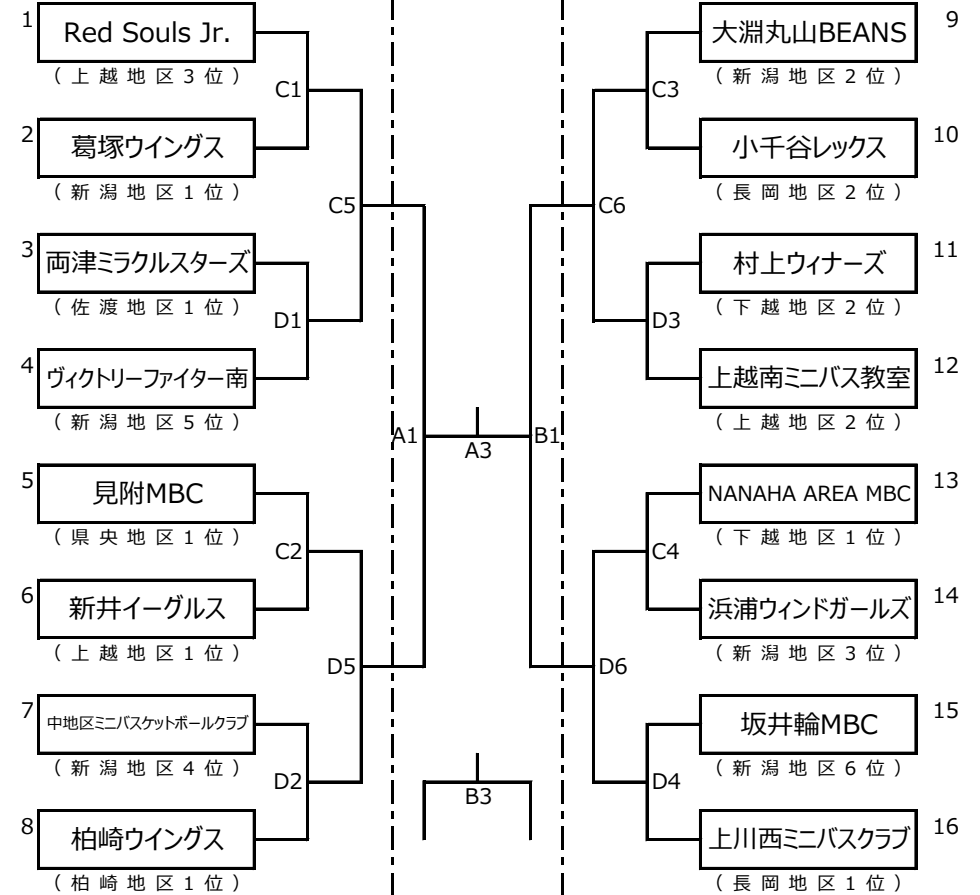 1
Red Souls Jr.
(上越地区3位)
2
葛塚ウイングス
(新潟地区1位)
3
両津ミラクルスターズ
(佐渡地区1位)
4
ヴィクトリーファイター南
(新潟地区5位)
5
見附MBC
(県央地区1位)
6
新井イーグルス
(上越地区1位)
7
中地区ミニバスケットボールクラブ
(新潟地区4位)
8
柏崎ウイングス
(柏崎地区1位)
C1
D1
C2
D2
C5
D5
A1
A3
B3
B1
C6
D6
C3
D3
C4
D4
9
大淵丸山BEANS
(新潟地区2位)
10
小千谷レックス
(長岡地区2位)
11
村上ウィナーズ
(下越地区2位)
12
上越南ミニバス教室
(上越地区2位)
13
NANAHA AREA MBC
(下越地区1位)
14
浜浦ウィンドガールズ
(新潟地区3位)
15
坂井輪MBC
(新潟地区6位)
16
上川西ミニバスクラブ
(長岡地区1位)